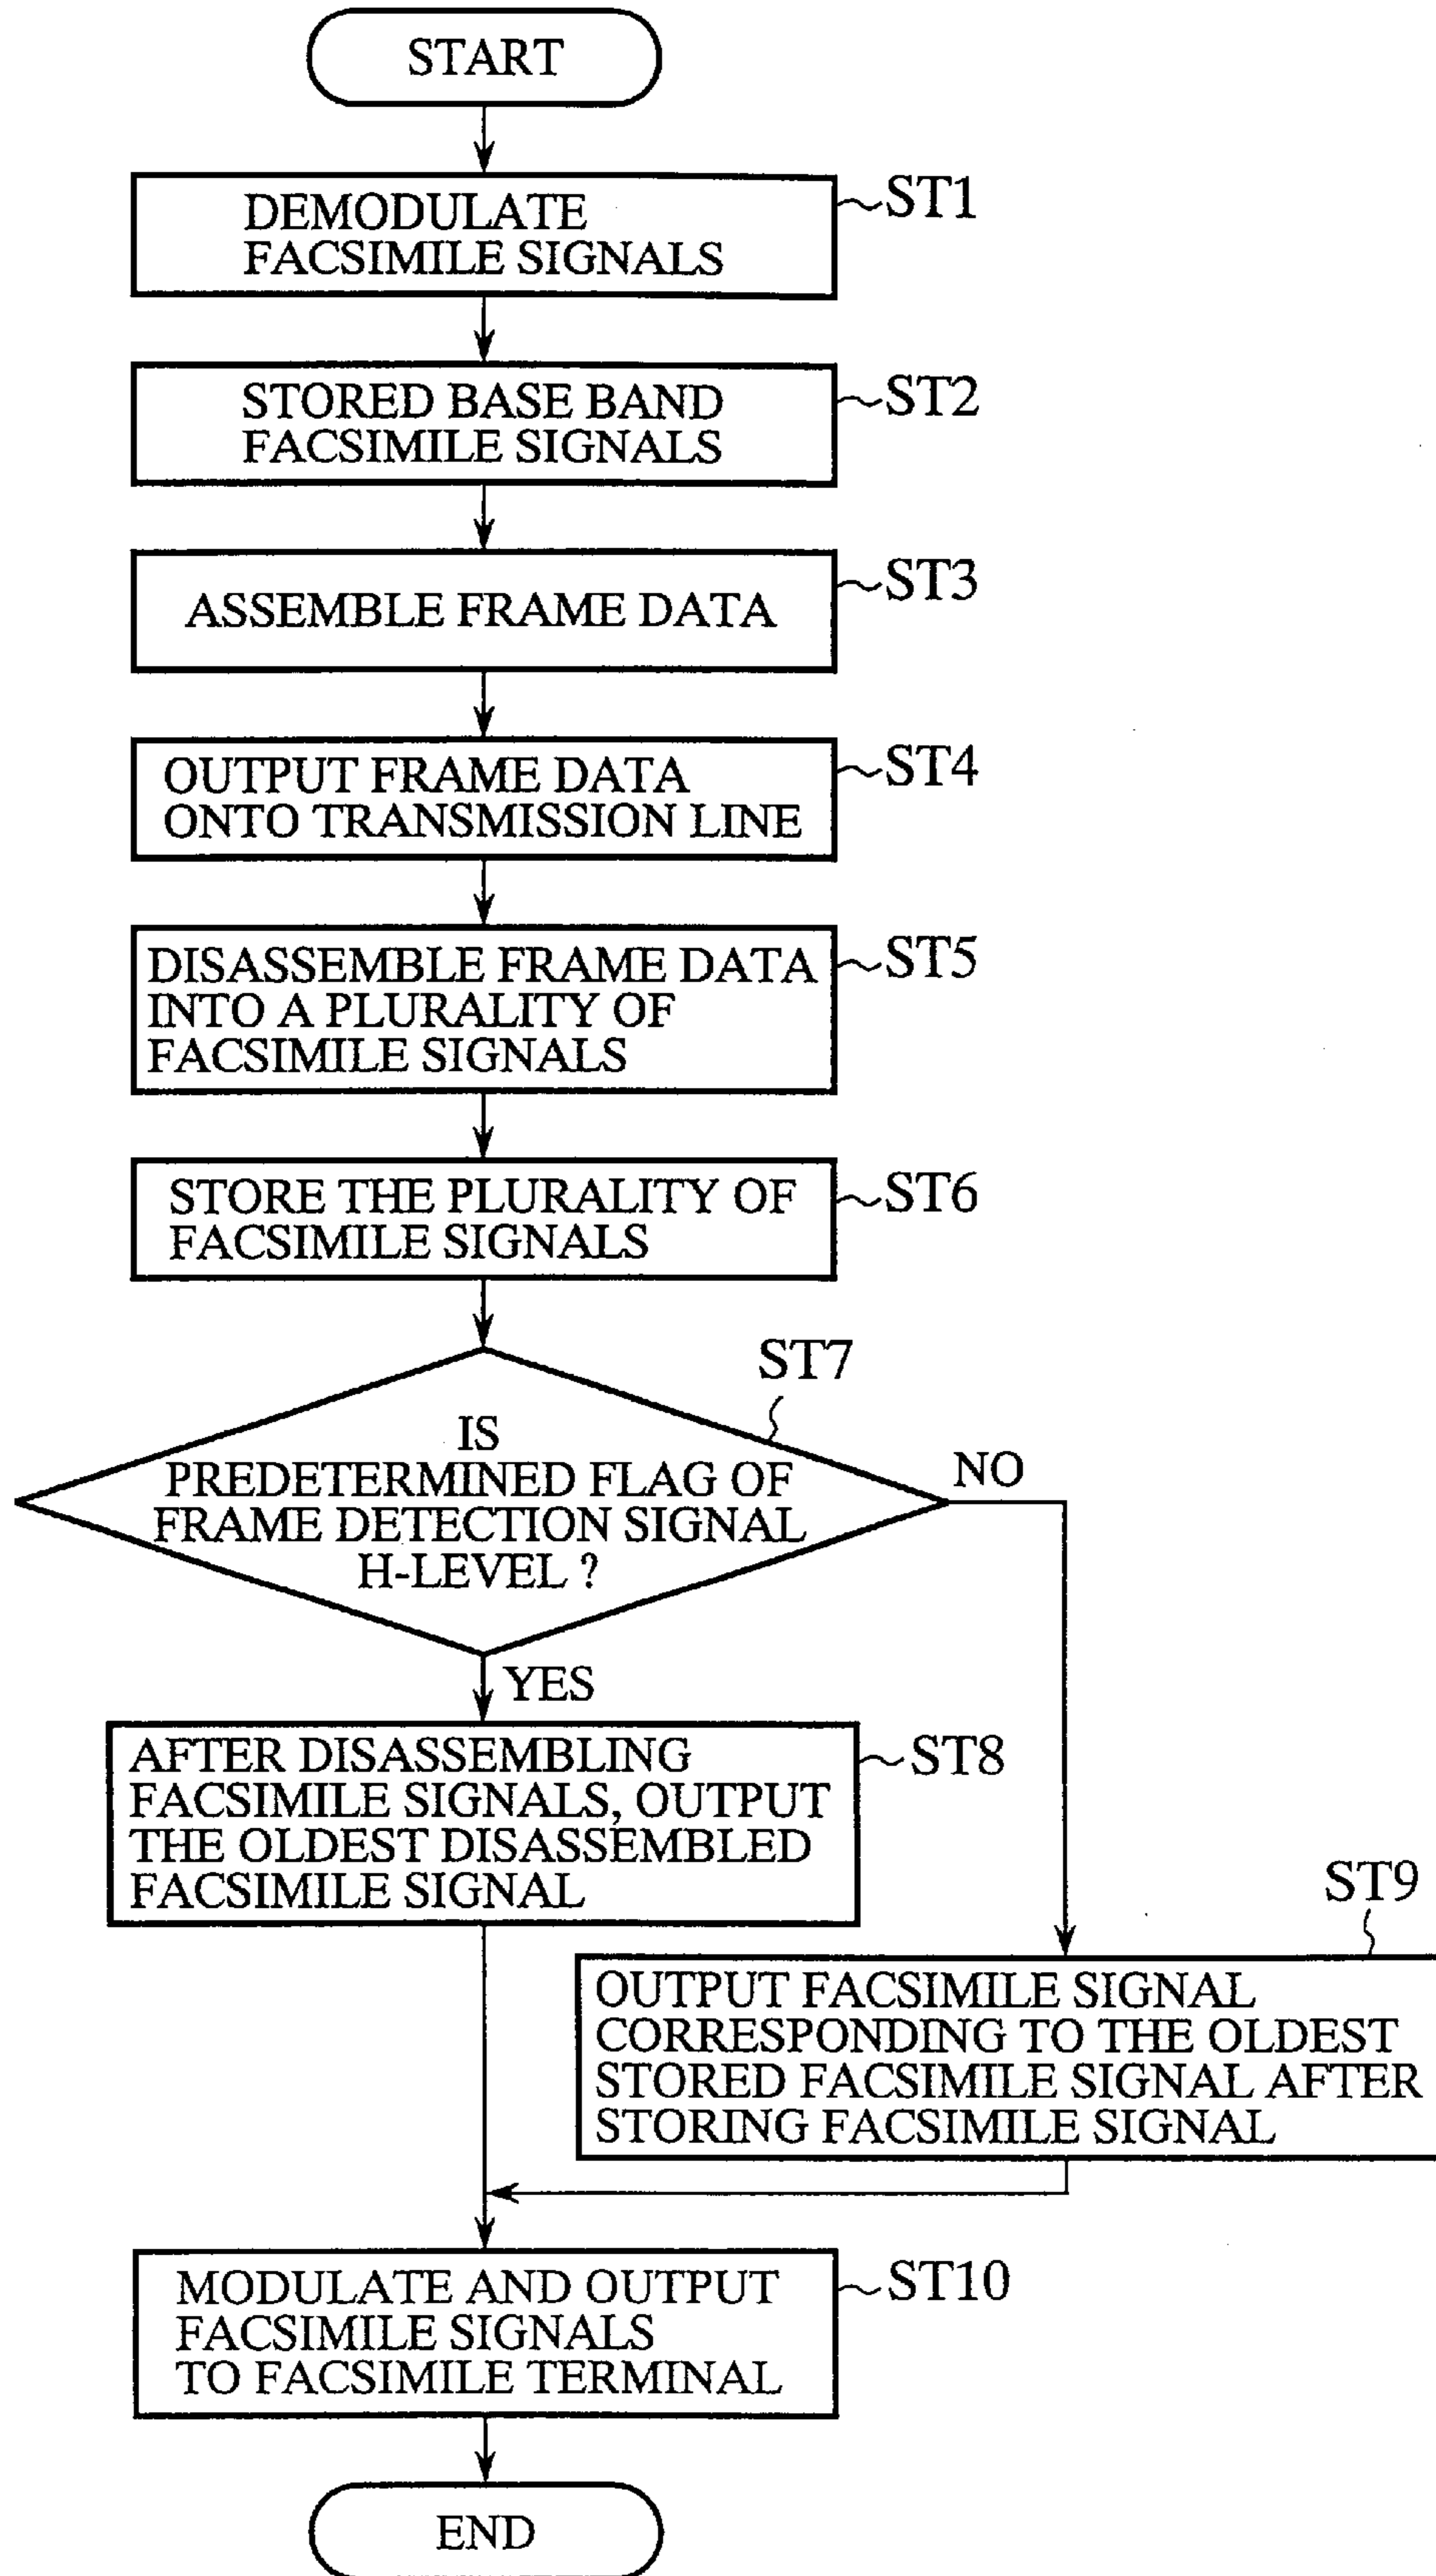 START
DEMODULATE
FACSIMILE SIGNALS
ST1
STORED BASE BAND
FACSIMILE SIGNALS
ST2
ASSEMBLE FRAME DATA
ST3
OUTPUT FRAME DATA
ONTO TRANSMISSION LINE
ST4
DISASSEMBLE FRAME DATA
INTO A PLURALITY OF
FACSIMILE SIGNALS
ST5
STORE THE PLURALITY OF
FACSIMILE SIGNALS
ST6
ST7
IS
PREDETERMINED FLAG OF
FRAME DETECTION SIGNAL
H-LEVEL ?
NO
YES
AFTER DISASSEMBLING
FACSIMILE SIGNALS, OUTPUT
THE OLDEST DISASSEMBLED
FACSIMILE SIGNAL
ST8
ST9
OUTPUT FACSIMILE SIGNAL
CORRESPONDING TO THE OLDEST
STORED FACSIMILE SIGNAL AFTER
STORING FACSIMILE SIGNAL
MODULATE AND OUTPUT
FACSIMILE SIGNALS
TO FACSIMILE TERMINAL
ST10
END